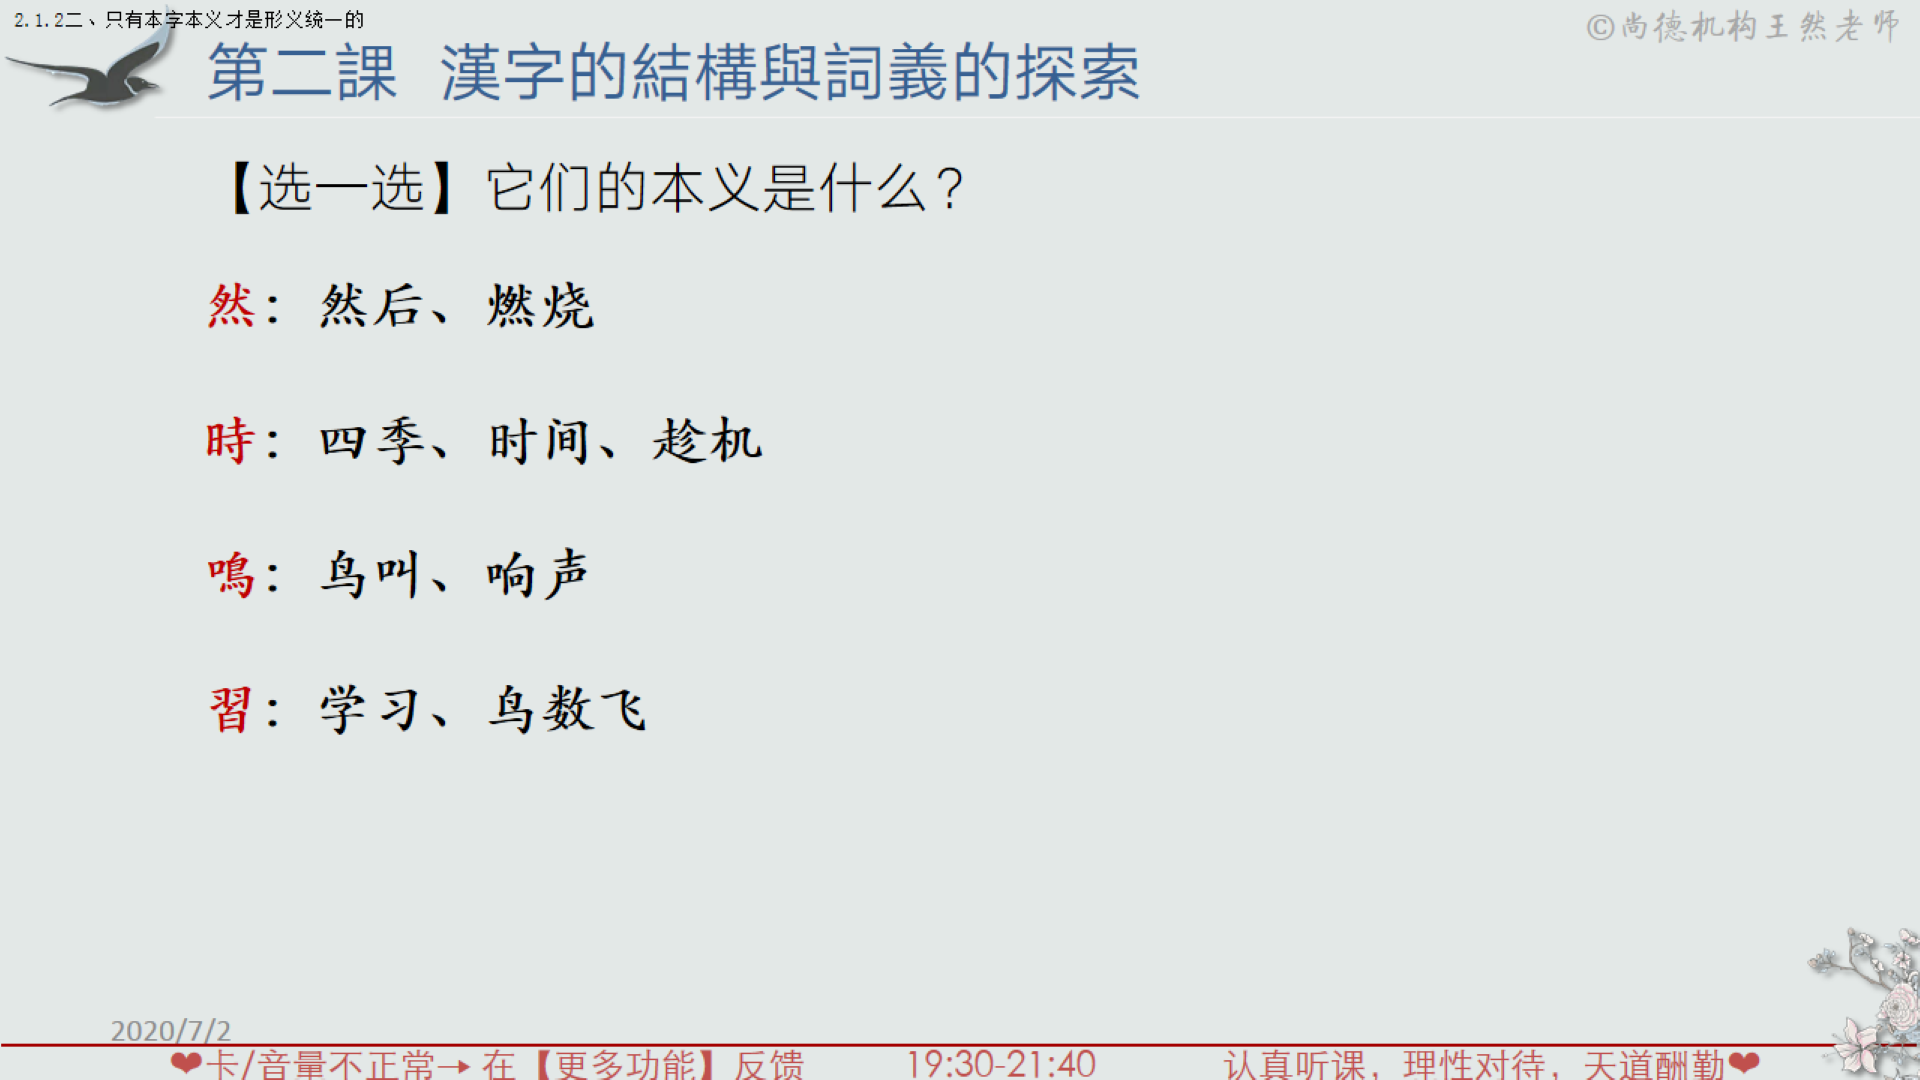 2.1.2二、只有本字本义才是形义统一的
©尚德机构王然老师
第二課 漢字的結構與詞義的探索
【选一选】它们的本义是什么？
然：然后、燃烧
時：四季、时间、趁机
鳴：鸟叫、响声
習：学习、鸟数飞
2020/7/2
❤卡/音量不正常→在【更多功能】反馈 19:30-21:40 认真听课，理性对待，天道酬勤❤